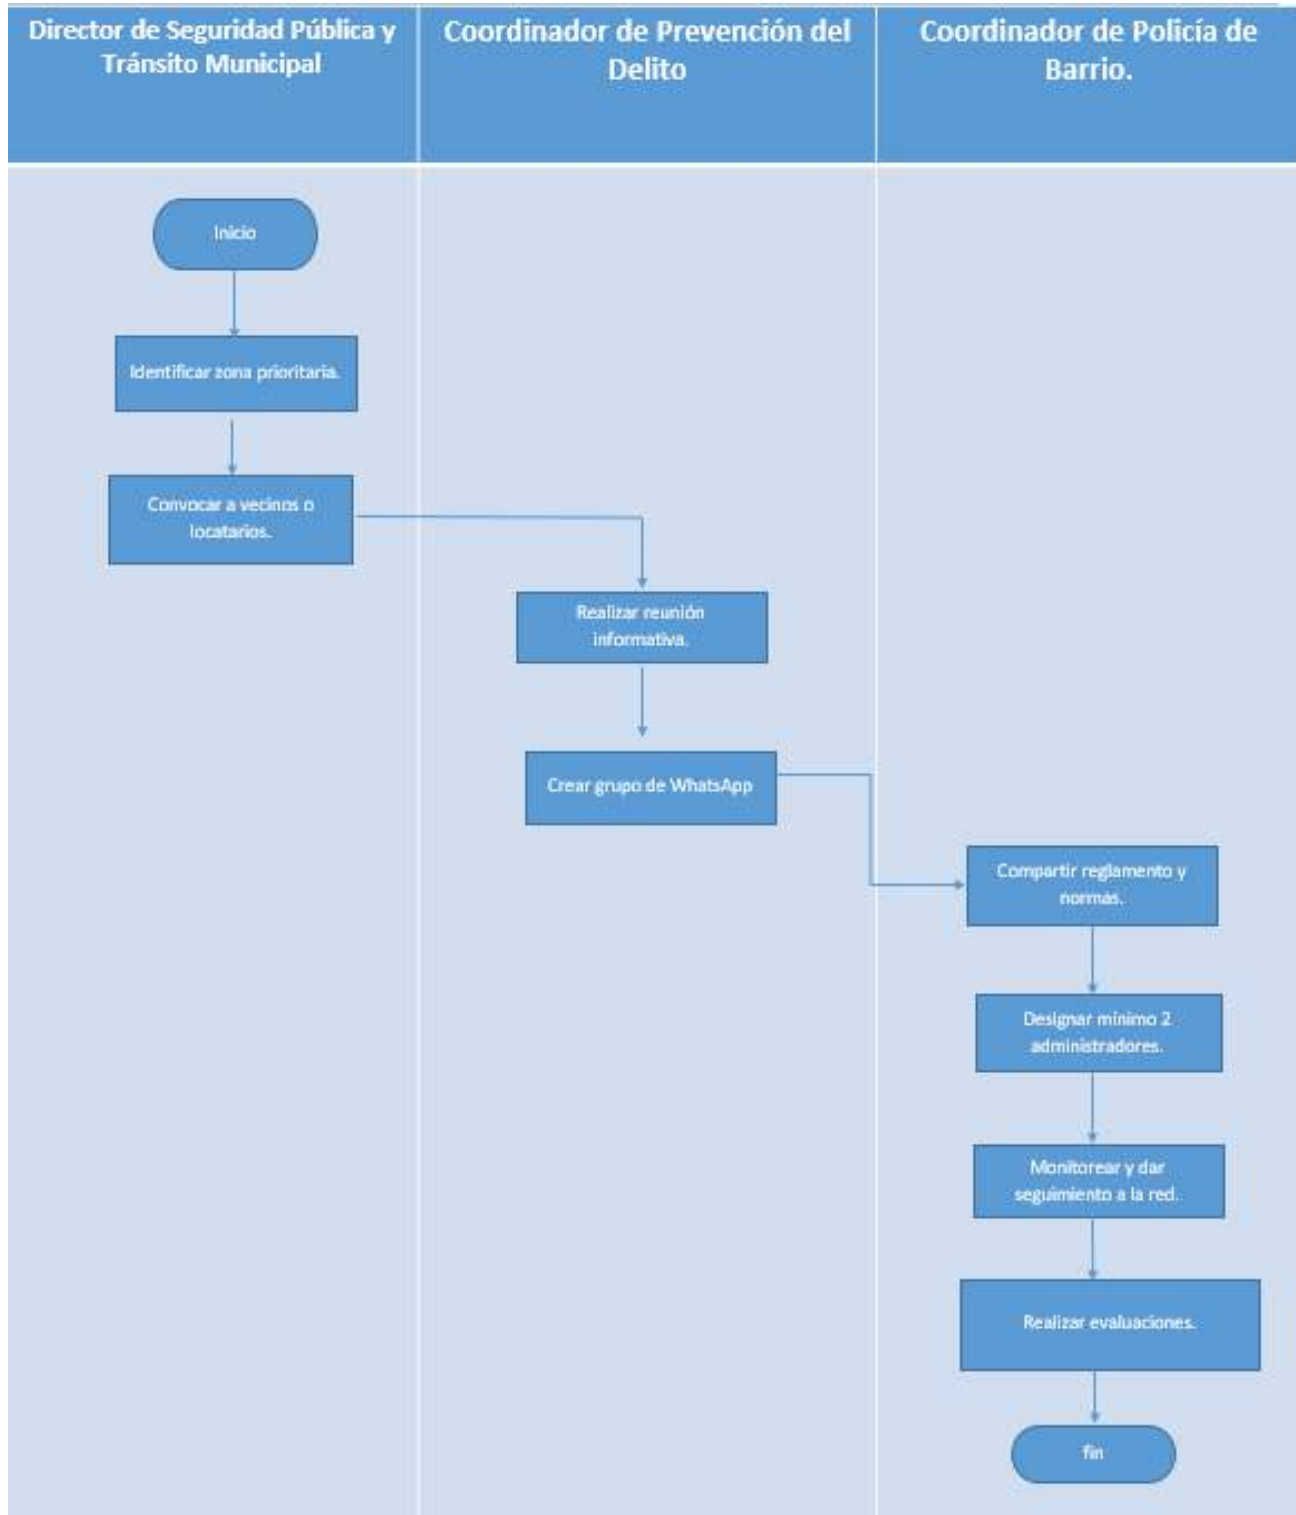 Director de Seguridad Pública y
Tránsito Municipal
Coordinador de Prevención del
Delito
Coordinador de Policía de
Barrio.
Inicio
Identificar zona prioritaria.
Convocar a vecinos o
locatarios.
Realizar reunión
informativa.
Crear grupo de WhatsApp
Compartir reglamento y
normas.
Designar mínimo 2
administradores.
Monitorear y dar
seguimiento a la red.
Realizar evaluaciones.
fin